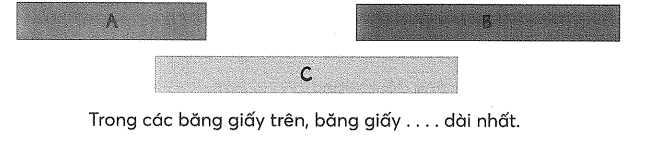 A
B
C
Trong các băng giấy trên, băng giấy . . . . dài nhất.